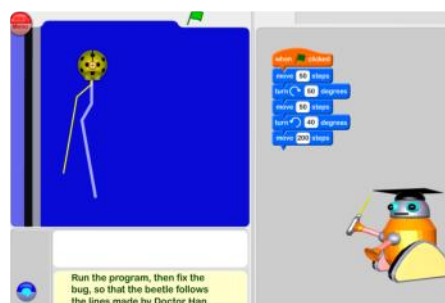 when clicked
move 50 steps
turn 50 degrees
move 50 steps
turn 40 degrees
move 200 steps
Run the program, then fix the
bug, so that the beetle follows
the lines made by Doctor Han